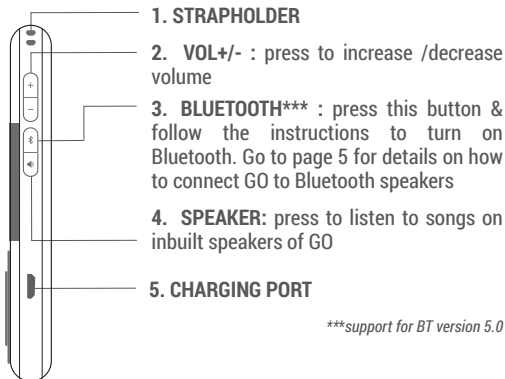 1. STRAPHOLDER
2. VOL+/- : press to increase /decrease
volume
3. BLUETOOTH*** : press this button &
follow the instructions to turn on
Bluetooth. Go to page 5 for details on how
to connect GO to Bluetooth speakers
4. SPEAKER: press to listen to songs on
inbuilt speakers of GO
5. CHARGING PORT
***support for BT version 5.0